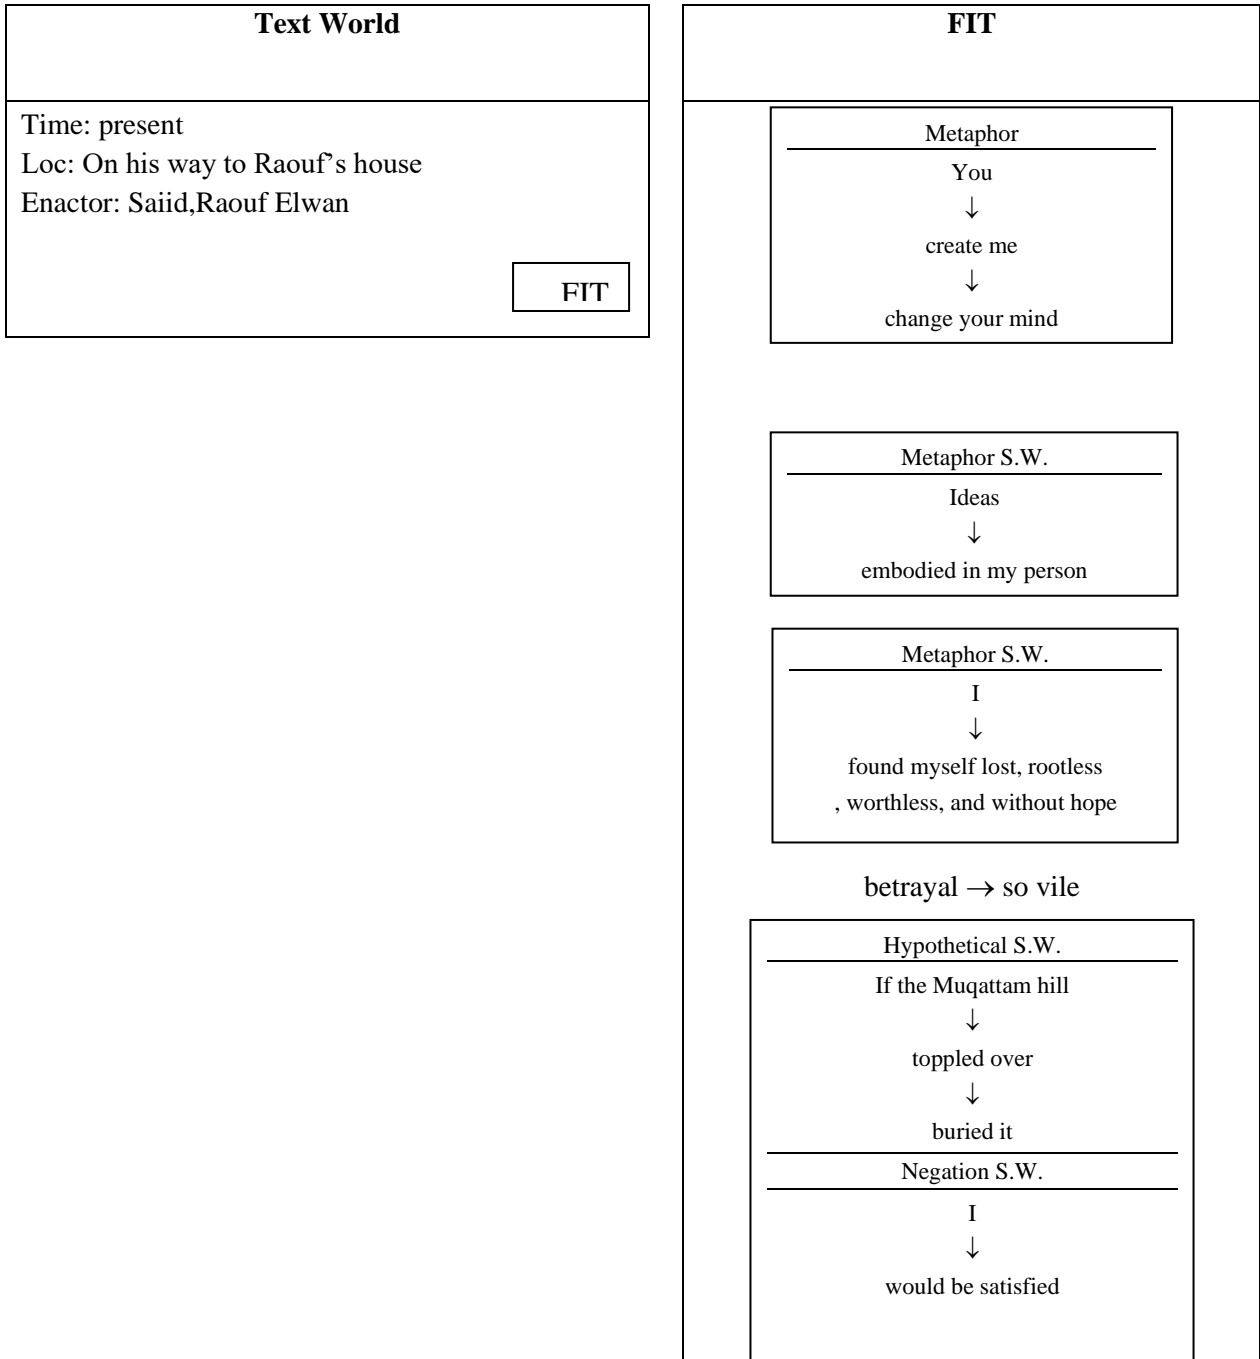 Text World
Time: present
Loc: On his way to Raouf’s house
Enactor: Saiid,Raouf Elwan
FIT
FIT
Metaphor
You
↓
create me
↓
change your mind
Metaphor S.W.
Ideas
↓
embodied in my person
Metaphor S.W.
I
↓
found myself lost, rootless
, worthless, and without hope
betrayal → so vile
Hypothetical S.W.
If the Muqattam hill
↓
toppled over
↓
buried it
Negation S.W.
I
↓
would be satisfied